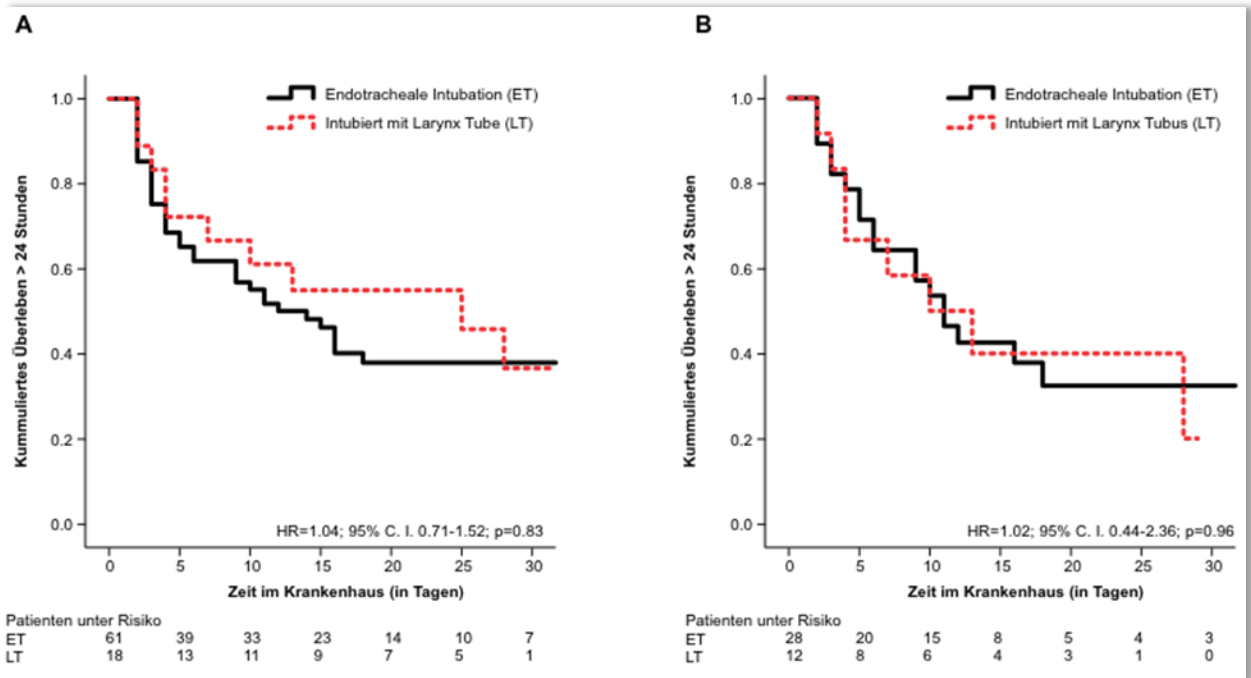 A
Kummuliertes Überleben > 24 Stunden
1.0
0.8
0.6
0.4
0.2
0.0
Endotracheale Intubation (ET)
Intubiert mit Larynx Tube (LT)
HR=1.04; 95% C. I. 0.71-1.52; p=0.83
0 5 10 15 20 25 30
Zeit im Krankenhaus (in Tagen)
Patienten unter Risiko
ET 61 39 33 23 14 10 7
LT 18 13 11 9 7 5 1
B
Kummuliertes Überleben > 24 Stunden
1.0
0.8
0.6
0.4
0.2
0.0
Endotracheale Intubation (ET)
Intubiert mit Larynx Tubus (LT)
HR=1.02; 95% C. I. 0.44-2.36; p=0.96
0 5 10 15 20 25 30
Zeit im Krankenhaus (in Tagen)
Patienten unter Risiko
ET 28 20 15 8 5 4 3
LT 12 8 6 4 3 1 0